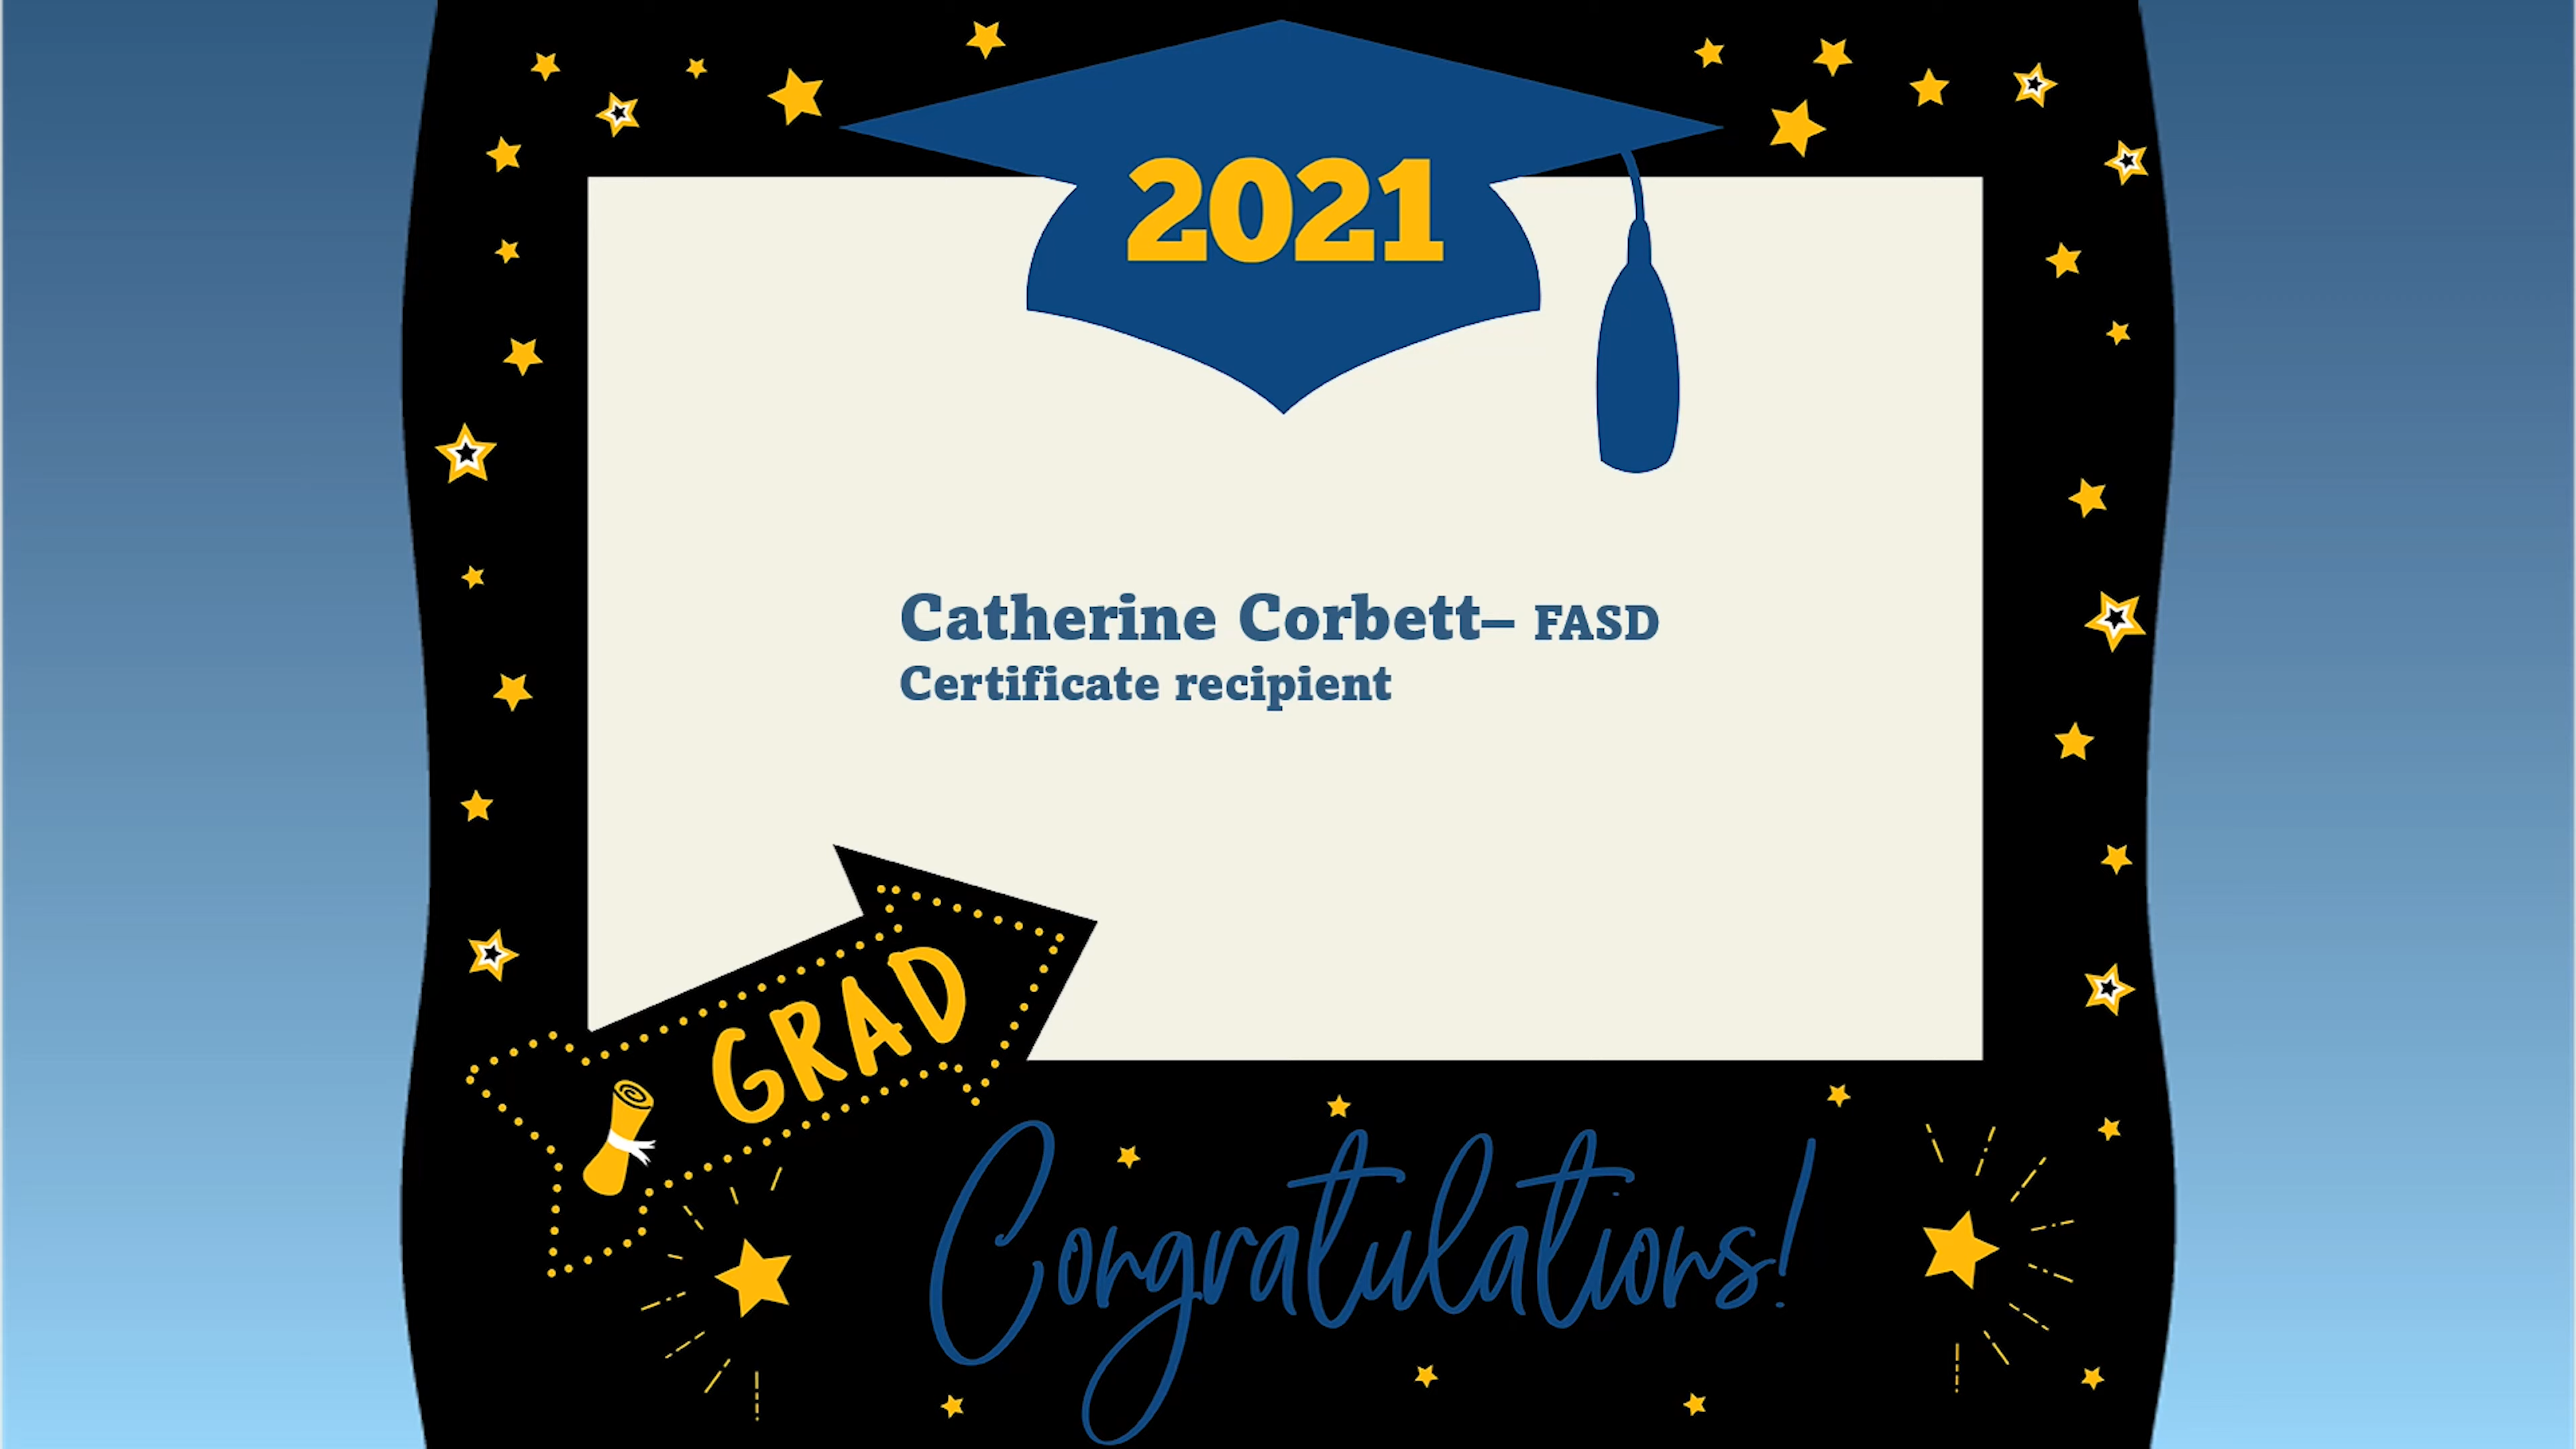 2021
Catherine Corbett– FASD
Certificate recipient
GRAD
Congratulations!